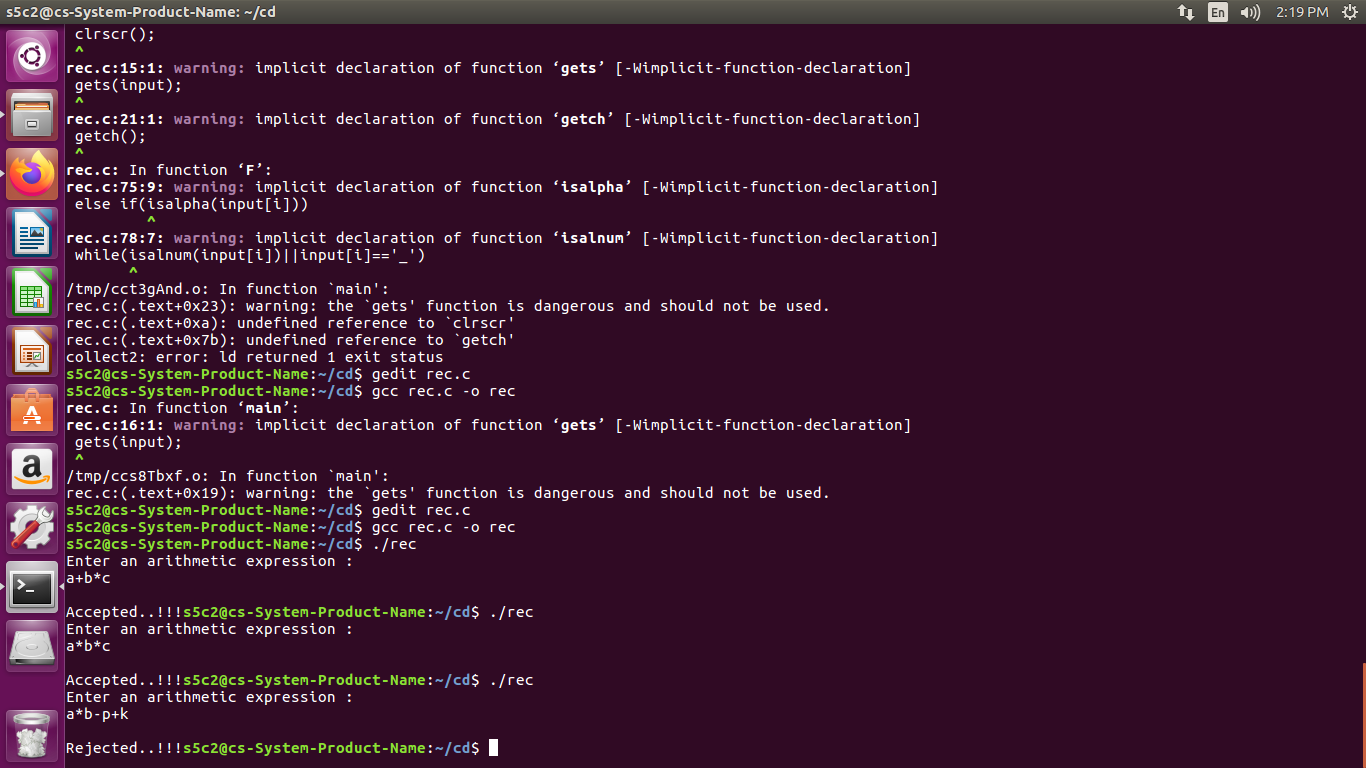 s5c2@cs-System-Product-Name: ~/cd
En
2:19 PM
clrscr();
^
rec.c:15:1: warning: implicit declaration of function ‘gets’ [-Wimplicit-function-declaration]
gets(input);
^
rec.c:21:1: warning: implicit declaration of function ‘getch’ [-Wimplicit-function-declaration]
getch();
^
rec.c: In function ‘F’:
rec.c:75:9: warning: implicit declaration of function ‘isalpha’ [-Wimplicit-function-declaration]
else if(isalpha(input[i]))
^
rec.c:78:7: warning: implicit declaration of function ‘isalnum’ [-Wimplicit-function-declaration]
while(isalnum(input[i])||input[i]=='_')
^
/tmp/cct3gAnd.o: In function `main':
rec.c:(.text+0x23): warning: the `gets' function is dangerous and should not be used.
rec.c:(.text+0xa): undefined reference to `clrscr'
rec.c:(.text+0x7b): undefined reference to `getch'
collect2: error: ld returned 1 exit status
s5c2@cs-System-Product-Name:~/cd$ gedit rec.c
s5c2@cs-System-Product-Name:~/cd$ gcc rec.c -o rec
rec.c: In function ‘main’:
rec.c:16:1: warning: implicit declaration of function ‘gets’ [-Wimplicit-function-declaration]
gets(input);
^
/tmp/ccs8Tbxf.o: In function `main':
rec.c:(.text+0x19): warning: the `gets' function is dangerous and should not be used.
s5c2@cs-System-Product-Name:~/cd$ gedit rec.c
s5c2@cs-System-Product-Name:~/cd$ gcc rec.c -o rec
s5c2@cs-System-Product-Name:~/cd$ ./rec
Enter an arithmetic expression :
a+b*c
Accepted..!!!s5c2@cs-System-Product-Name:~/cd$ ./rec
Enter an arithmetic expression :
a*b*c
Accepted..!!!s5c2@cs-System-Product-Name:~/cd$ ./rec
Enter an arithmetic expression :
a*b-p+k
Rejected..!!!s5c2@cs-System-Product-Name:~/cd$